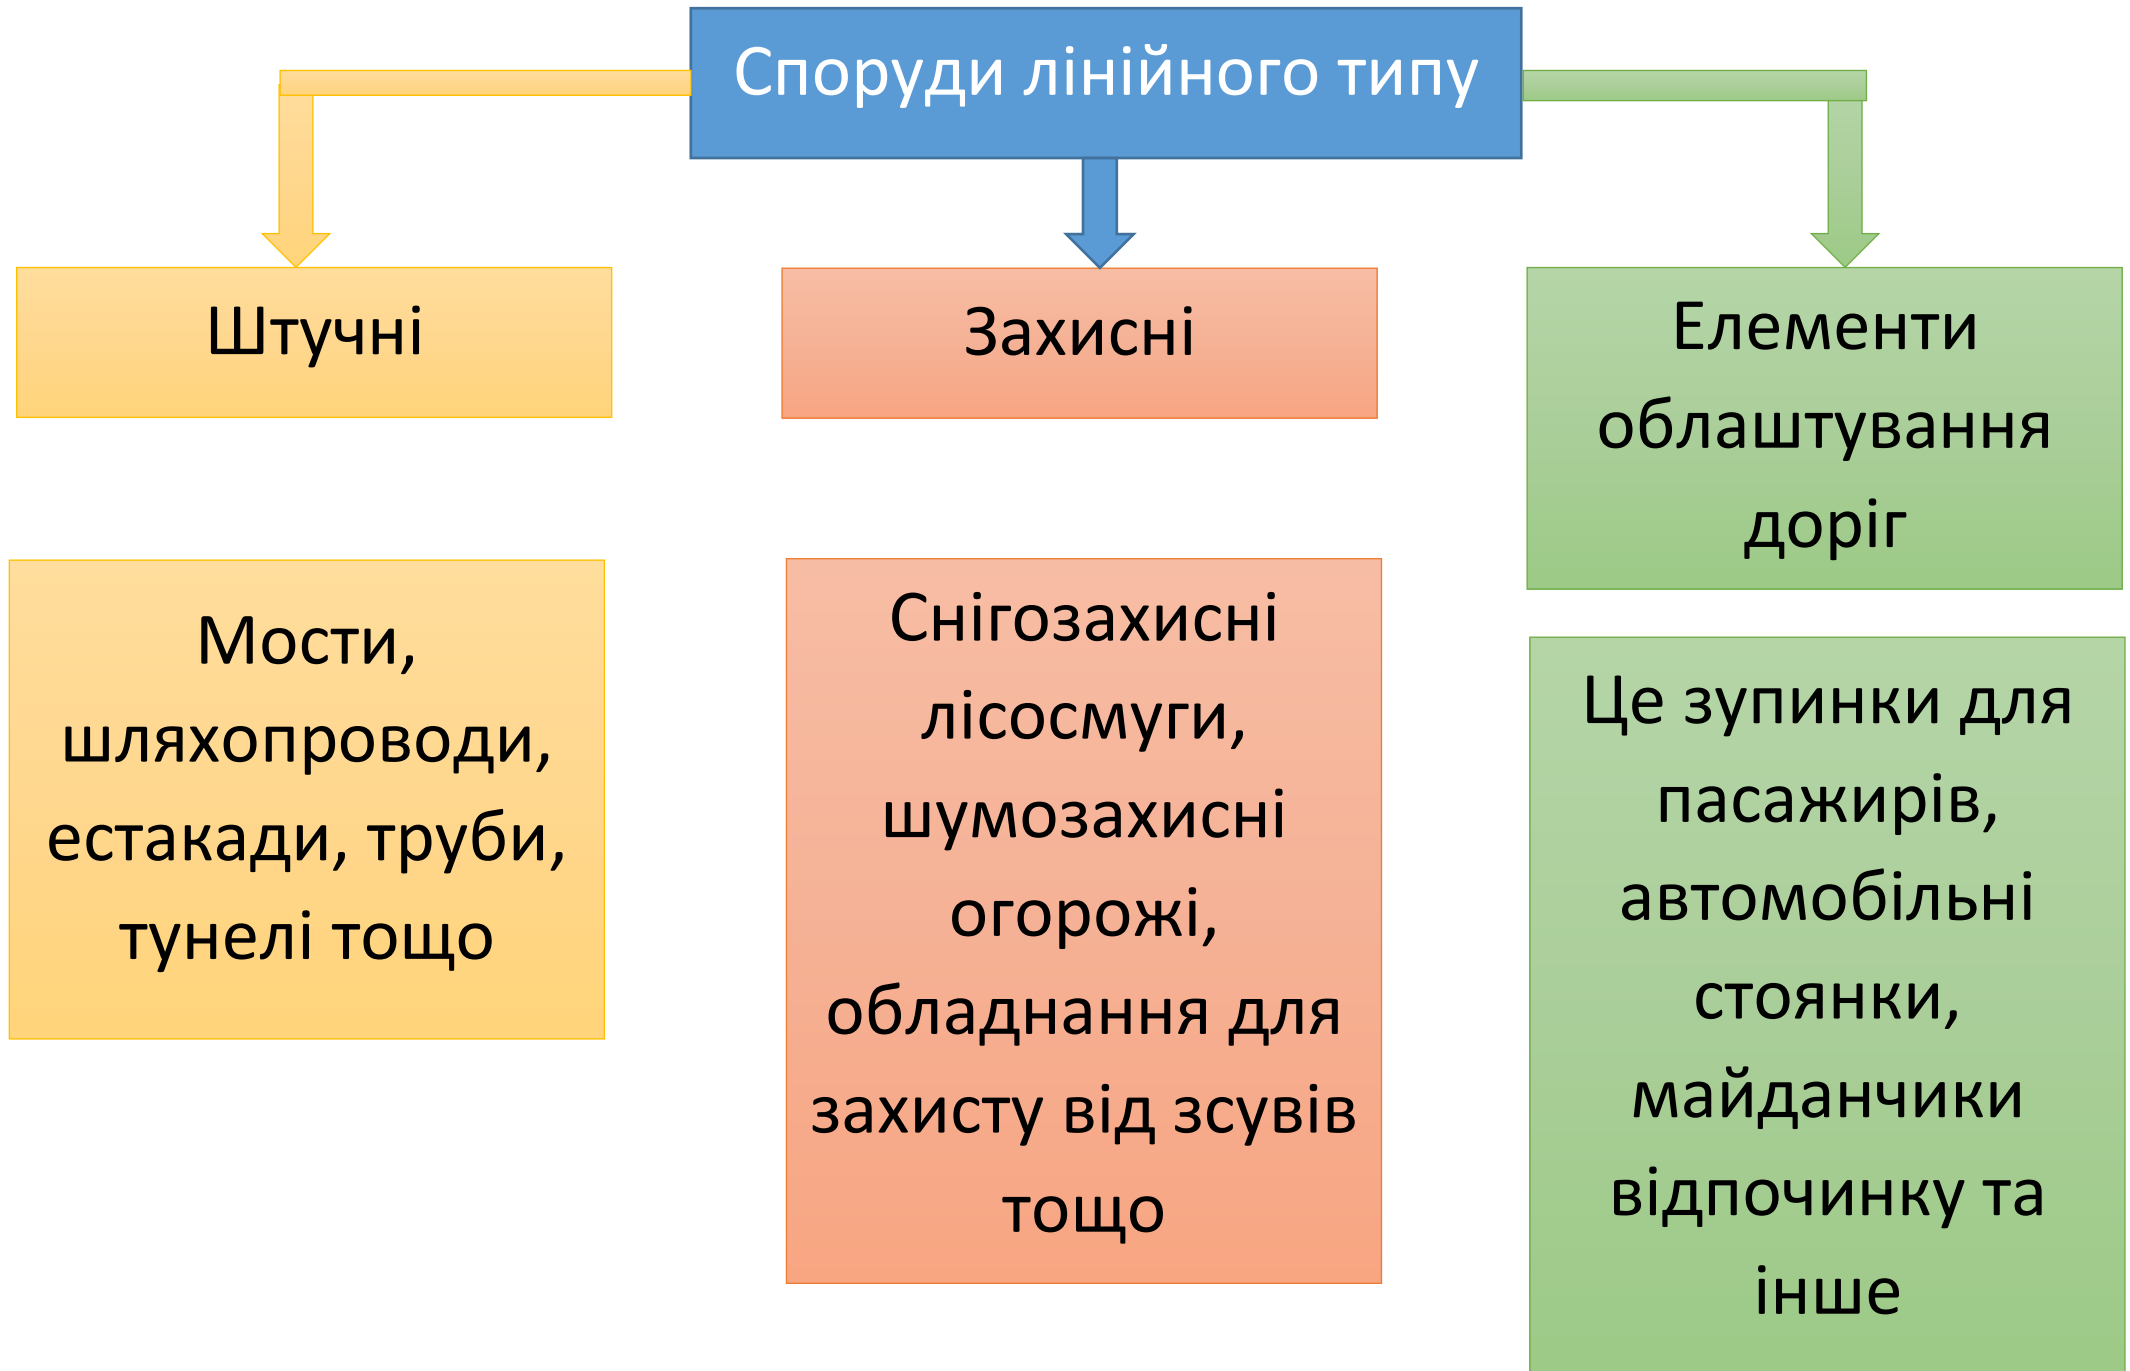 Споруди лінійного типу
Штучні
Захисні
Елементи
облаштування
доріг
Мости,
шляхопроводи,
естакади, труби,
тунелі тощо
Снігозахисні
лісосмуги,
шумозахисні
огорожі,
обладнання для
захисту від зсувів
тощо
Це зупинки для
пасажирів,
автомобільні
стоянки,
майданчики
відпочинку та
інше